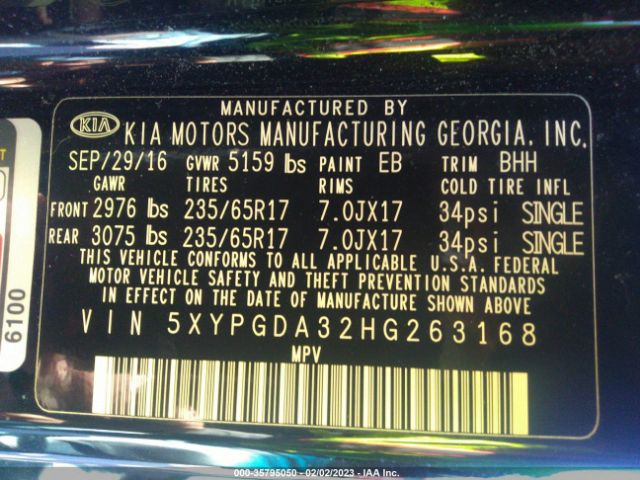 MANUFACTURED BY
KIA KIA MOTORS MANUFACTURING GEORGIA, INC.
SEP/29/16 GVWR 5159 lbs PAINT EB TRIM BHH
GAWR TIRES RIMS COLD TIRE INFL
FRONT 2976 lbs 235/65R17 7.0JX17 34psi SINGLE
REAR 3075 lbs 235/65R17 7.0JX17 34psi SINGLE
THIS VEHICLE CONFORMS TO ALL APPLICABLE U.S.A. FEDERAL
MOTOR VEHICLE SAFETY AND THEFT PREVENTION STANDARDS
IN EFFECT ON THE DATE OF MANUFACTURE SHOWN ABOVE
VIN 5XYPGDA32HG263168
MPV
6100
000-35795050 - 02/02/2023 - IAA Inc.